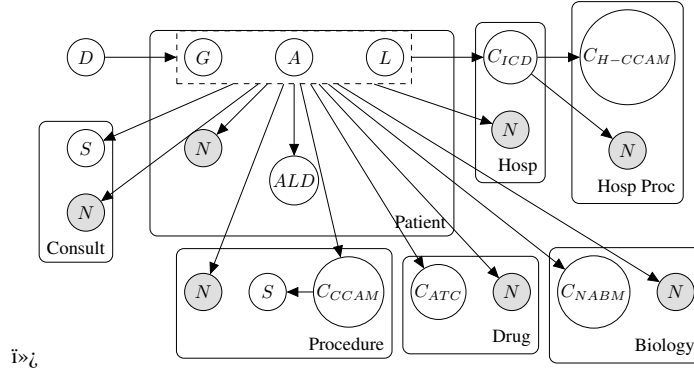 D G A L C_ICD C_H−CCAM
S N N N
Hosp
N ALD Hosp Proc
N
Consult Patient
N S C_CCAM C_ATC N C_NABM N
Procedure Drug Biology
ï»¿